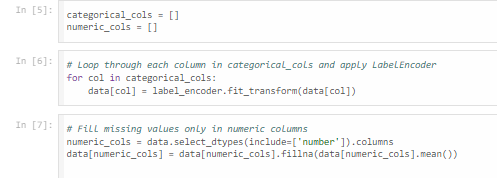 In [5]:
categorical_cols = []
numeric_cols = []
In [6]:
# Loop through each column in categorical_cols and apply LabelEncoder
for col in categorical_cols:
    data[col] = label_encoder.fit_transform(data[col])
In [7]:
# Fill missing values only in numeric columns
numeric_cols = data.select_dtypes(include=['number']).columns
data[numeric_cols] = data[numeric_cols].fillna(data[numeric_cols].mean())